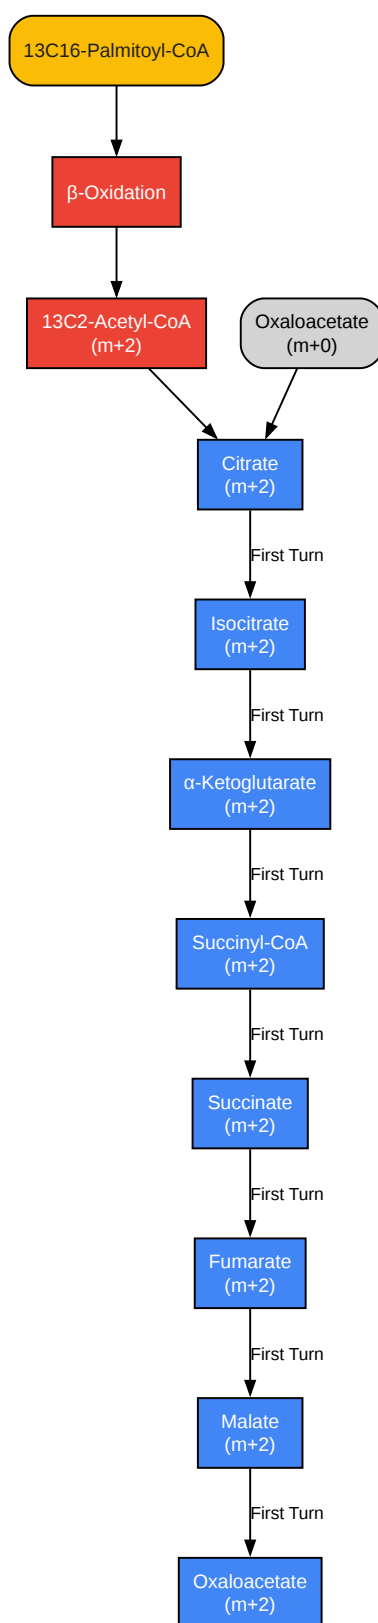 13C16-Palmitoyl-CoA
β-Oxidation
13C2-Acetyl-CoA
(m+2)
Oxaloacetate
(m+0)
Citrate
(m+2)
First Turn
Isocitrate
(m+2)
First Turn
α-Ketoglutarate
(m+2)
First Turn
Succinyl-CoA
(m+2)
First Turn
Succinate
(m+2)
First Turn
Fumarate
(m+2)
First Turn
Malate
(m+2)
First Turn
Oxaloacetate
(m+2)